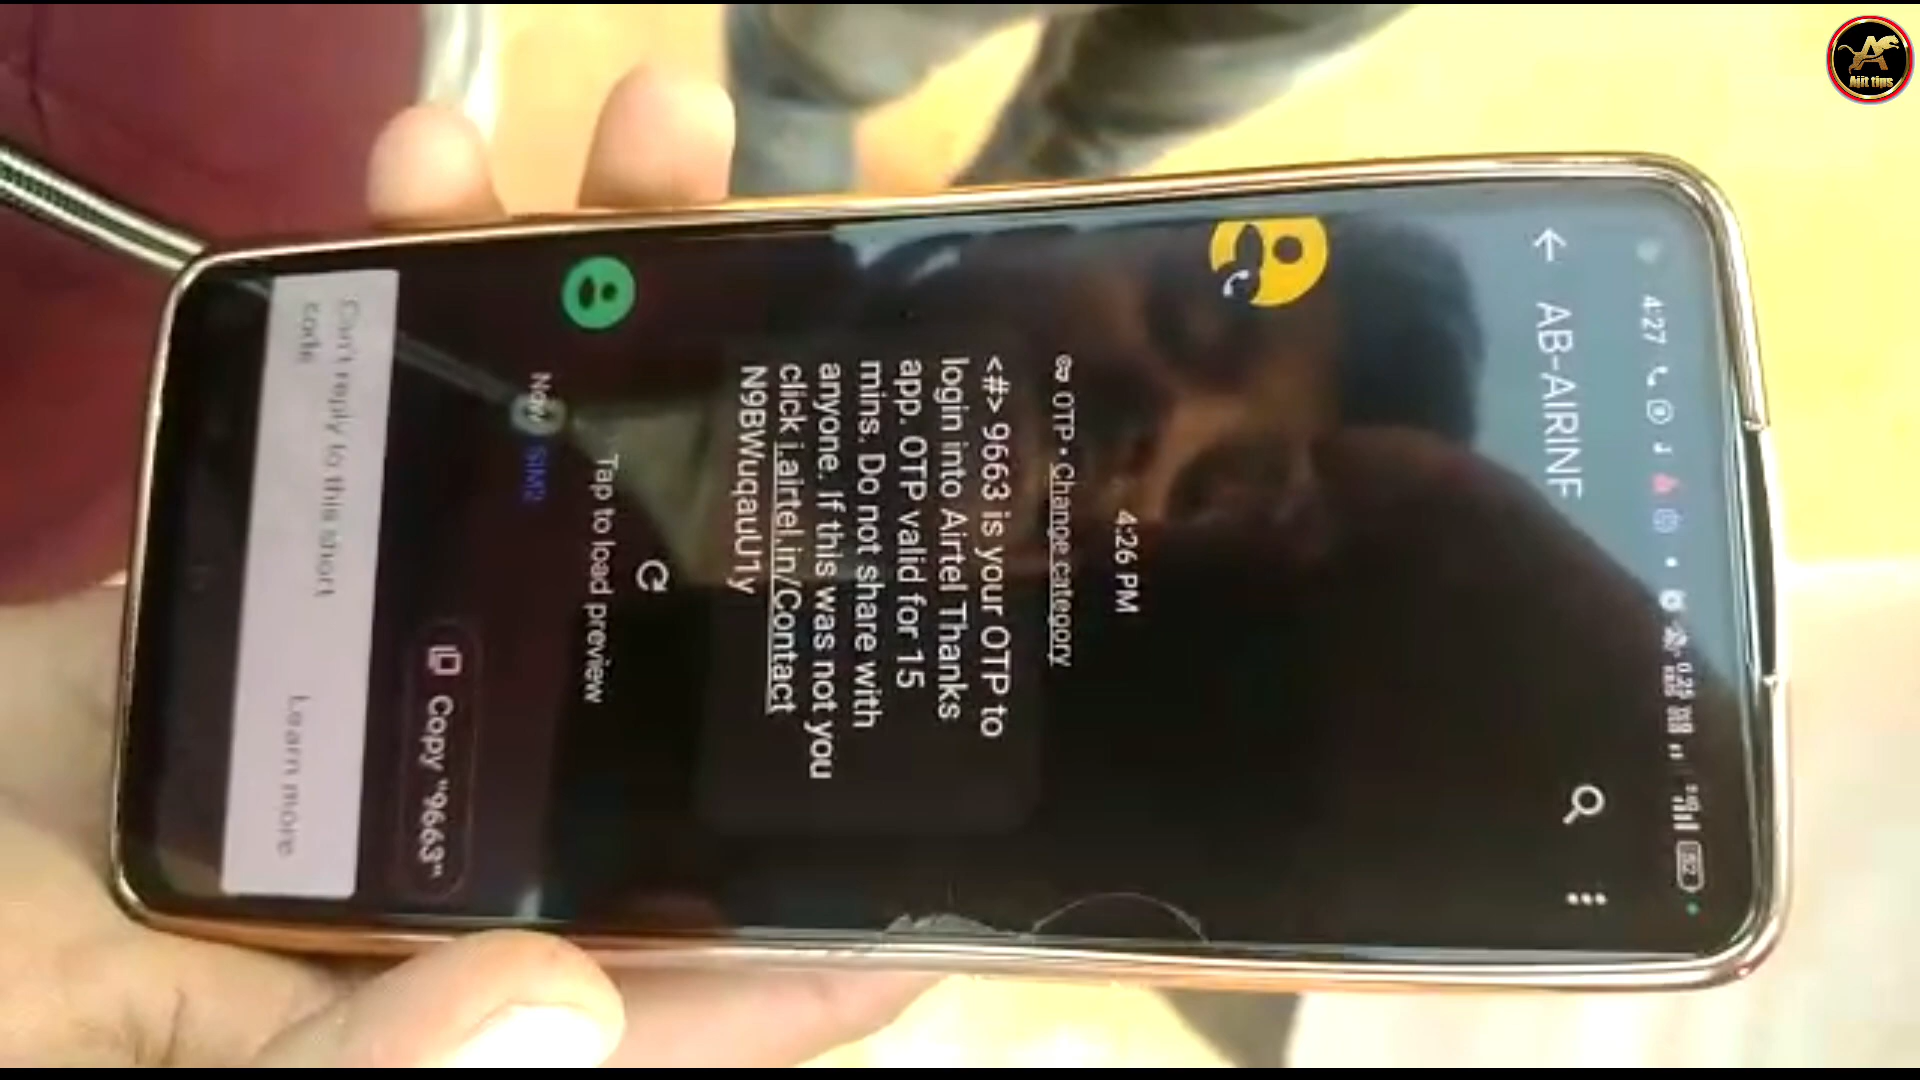 Ajit tips
4:27
AB-AIRINF
4:26 PM
OTP • Change category
<#> 9663 is your OTP to
login into Airtel Thanks
app. OTP valid for 15
mins. Do not share with
anyone. If this was not you
click i.airtel.in/Contact
N9BWuqauU1y
Tap to load preview
Now SIM2
Copy "9663"
Can't reply to this short
code
Learn more